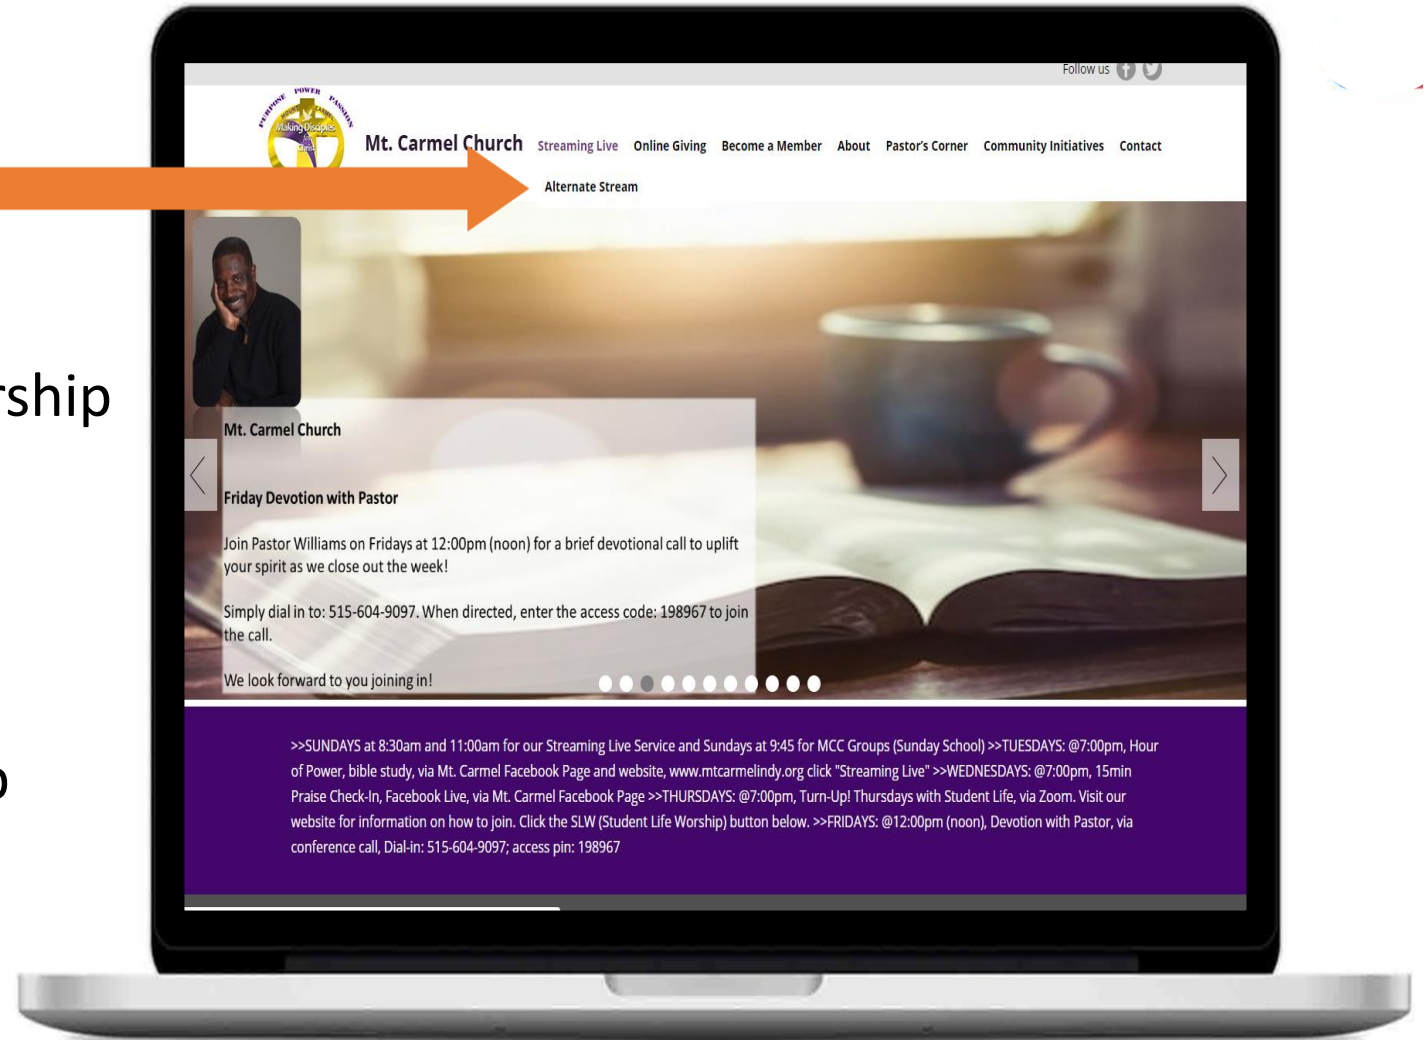 Follow us
PURPOSE POWER PASSION
MOUNT CARMEL
Making Disciples
for
Christ
Mt. Carmel Church
Streaming Live Online Giving Become a Member About Pastor's Corner Community Initiatives Contact
Alternate Stream
rship
Mt. Carmel Church
Friday Devotion with Pastor
Join Pastor Williams on Fridays at 12:00pm (noon) for a brief devotional call to uplift
your spirit as we close out the week!
Simply dial in to: 515-604-9097. When directed, enter the access code: 198967 to join
the call.
We look forward to you joining in!
>>SUNDAYS at 8:30am and 11:00am for our Streaming Live Service and Sundays at 9:45 for MCC Groups (Sunday School) >>TUESDAYS: @7:00pm, Hour
of Power, bible study, via Mt. Carmel Facebook Page and website, www.mtcarmelindy.org click "Streaming Live" >>WEDNESDAYS: @7:00pm, 15min
Praise Check-In, Facebook Live, via Mt. Carmel Facebook Page >>THURSDAYS: @7:00pm, Turn-Up! Thursdays with Student Life, via Zoom. Visit our
website for information on how to join. Click the SLW (Student Life Worship) button below. >>FRIDAYS: @12:00pm (noon), Devotion with Pastor, via
conference call, Dial-in: 515-604-9097; access pin: 198967